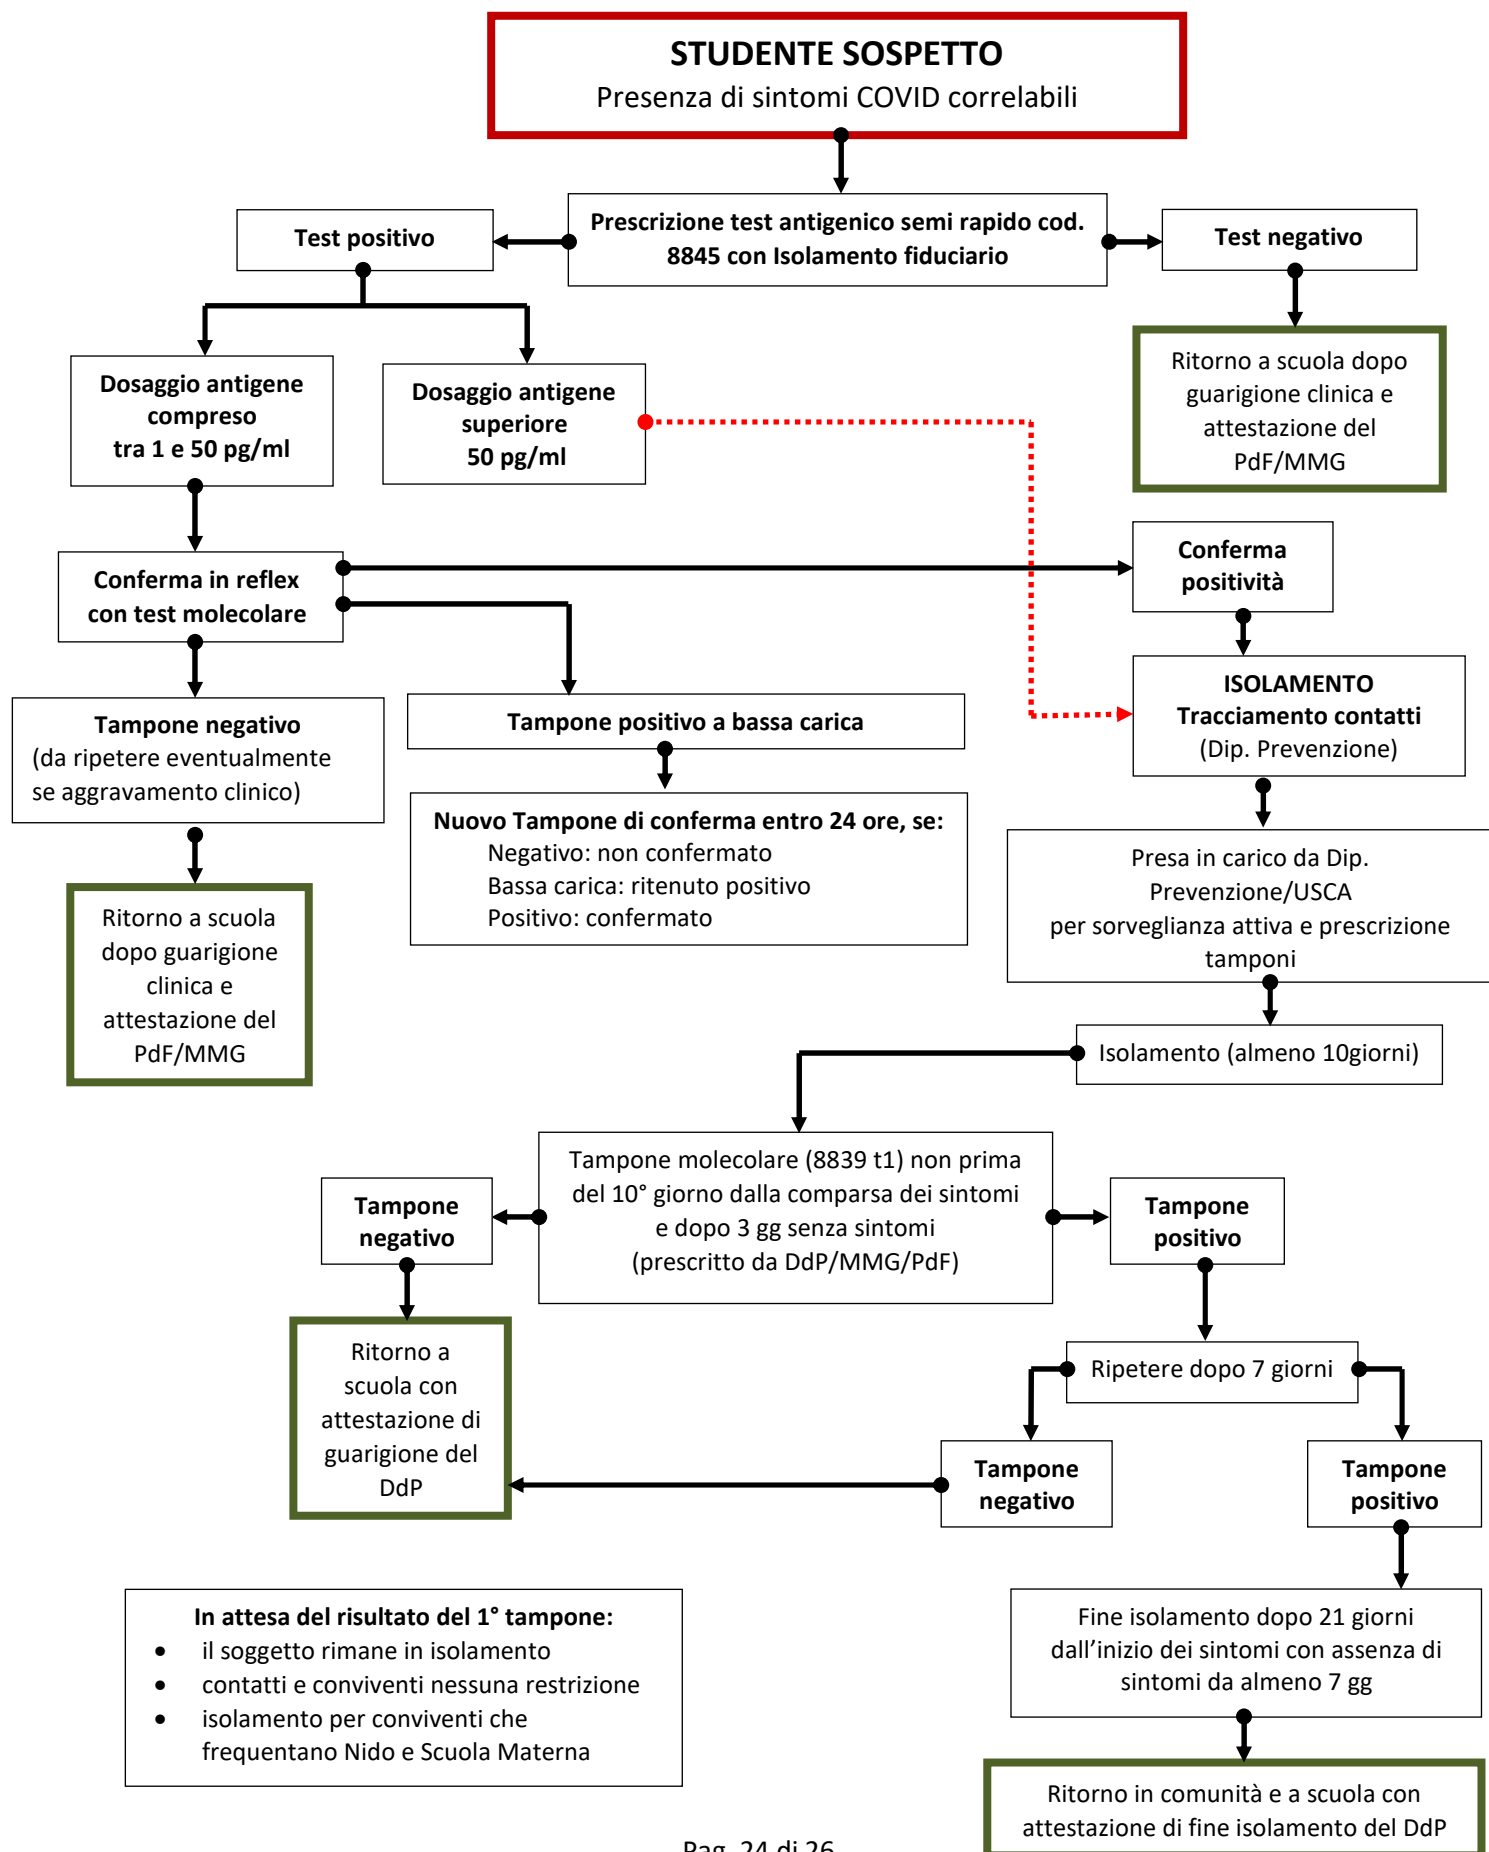 STUDENTE SOSPETTO
Presenza di sintomi COVID correlabili
Prescrizione test antigenico semi rapido cod.
8845 con Isolamento fiduciario
Test positivo
Test negativo
Ritorno a scuola dopo
guarigione clinica e
attestazione del
PdF/MMG
Dosaggio antigene
compreso
tra 1 e 50 pg/ml
Dosaggio antigene
superiore
50 pg/ml
Conferma in reflex
con test molecolare
Conferma
positività
Tampone negativo
(da ripetere eventualmente
se aggravamento clinico)
Tampone positivo a bassa carica
ISOLAMENTO
Tracciamento contatti
(Dip. Prevenzione)
Nuovo Tampone di conferma entro 24 ore, se:
Negativo: non confermato
Bassa carica: ritenuto positivo
Positivo: confermato
Presa in carico da Dip.
Prevenzione/USCA
per sorveglianza attiva e prescrizione
tamponi
Ritorno a scuola
dopo guarigione
clinica e
attestazione del
PdF/MMG
Isolamento (almeno 10giorni)
Tampone molecolare (8839 t1) non prima
del 10° giorno dalla comparsa dei sintomi
e dopo 3 gg senza sintomi
(prescritto da DdP/MMG/PdF)
Tampone
negativo
Tampone
positivo
Ritorno a
scuola con
attestazione di
guarigione del
DdP
Ripetere dopo 7 giorni
Tampone
negativo
Tampone
positivo
In attesa del risultato del 1° tampone:
• il soggetto rimane in isolamento
• contatti e conviventi nessuna restrizione
• isolamento per conviventi che
frequentano Nido e Scuola Materna
Fine isolamento dopo 21 giorni
dall'inizio dei sintomi con assenza di
sintomi da almeno 7 gg
Ritorno in comunità e a scuola con
attestazione di fine isolamento del DdP
Pag. 24 di 26